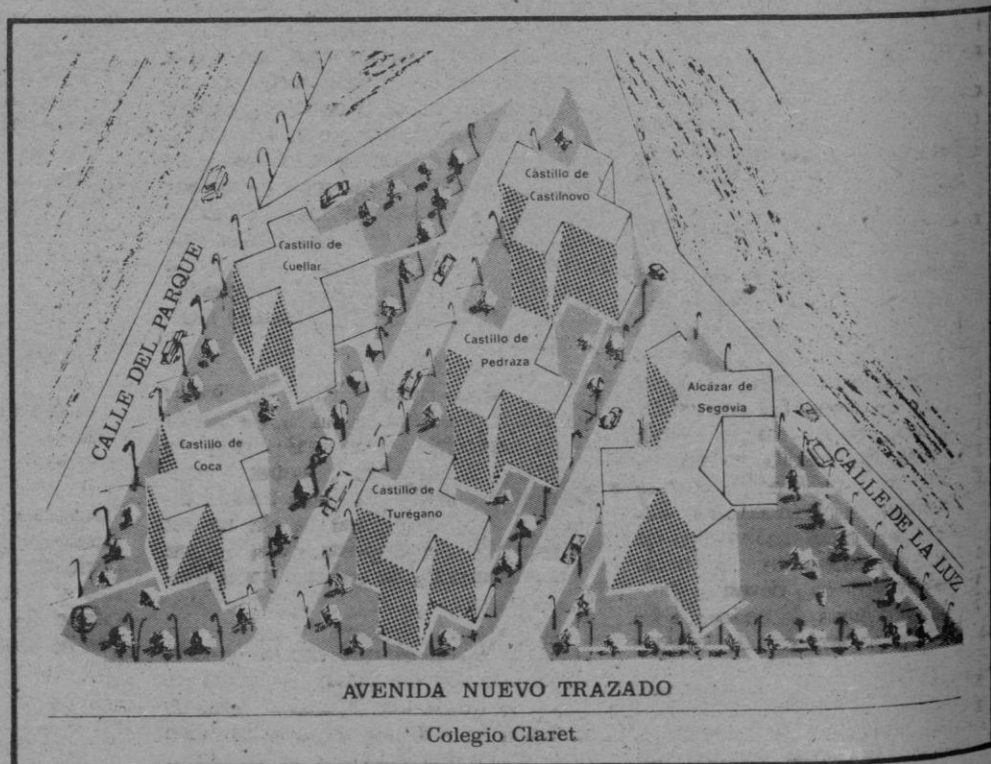 Castillo de
Castilnovo
Castillo de
Cuellar
CALLE DEL PARQUE
Castillo de
Pedraza
Alcázar de
Segovia
Castillo de
Coca
Castillo de
Turégano
CALLE DE LA LUZ
AVENIDA NUEVO TRAZADO
Colegio Claret